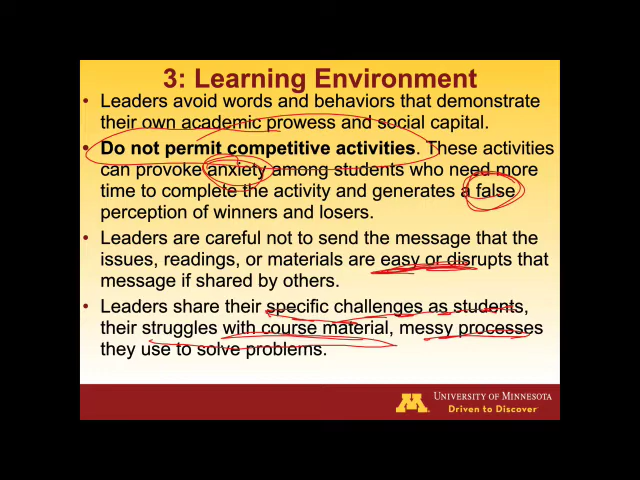 3: Learning Environment
• Leaders avoid words and behaviors that demonstrate
their own academic prowess and social capital.
• Do not permit competitive activities. These activities
can provoke anxiety among students who need more
time to complete the activity and generates a false
perception of winners and losers.
• Leaders are careful not to send the message that the
issues, readings, or materials are easy or disrupts that
message if shared by others.
• Leaders share their specific challenges as students,
their struggles with course material, messy processes
they use to solve problems.
M
UNIVERSITY OF MINNESOTA
Driven to Discover